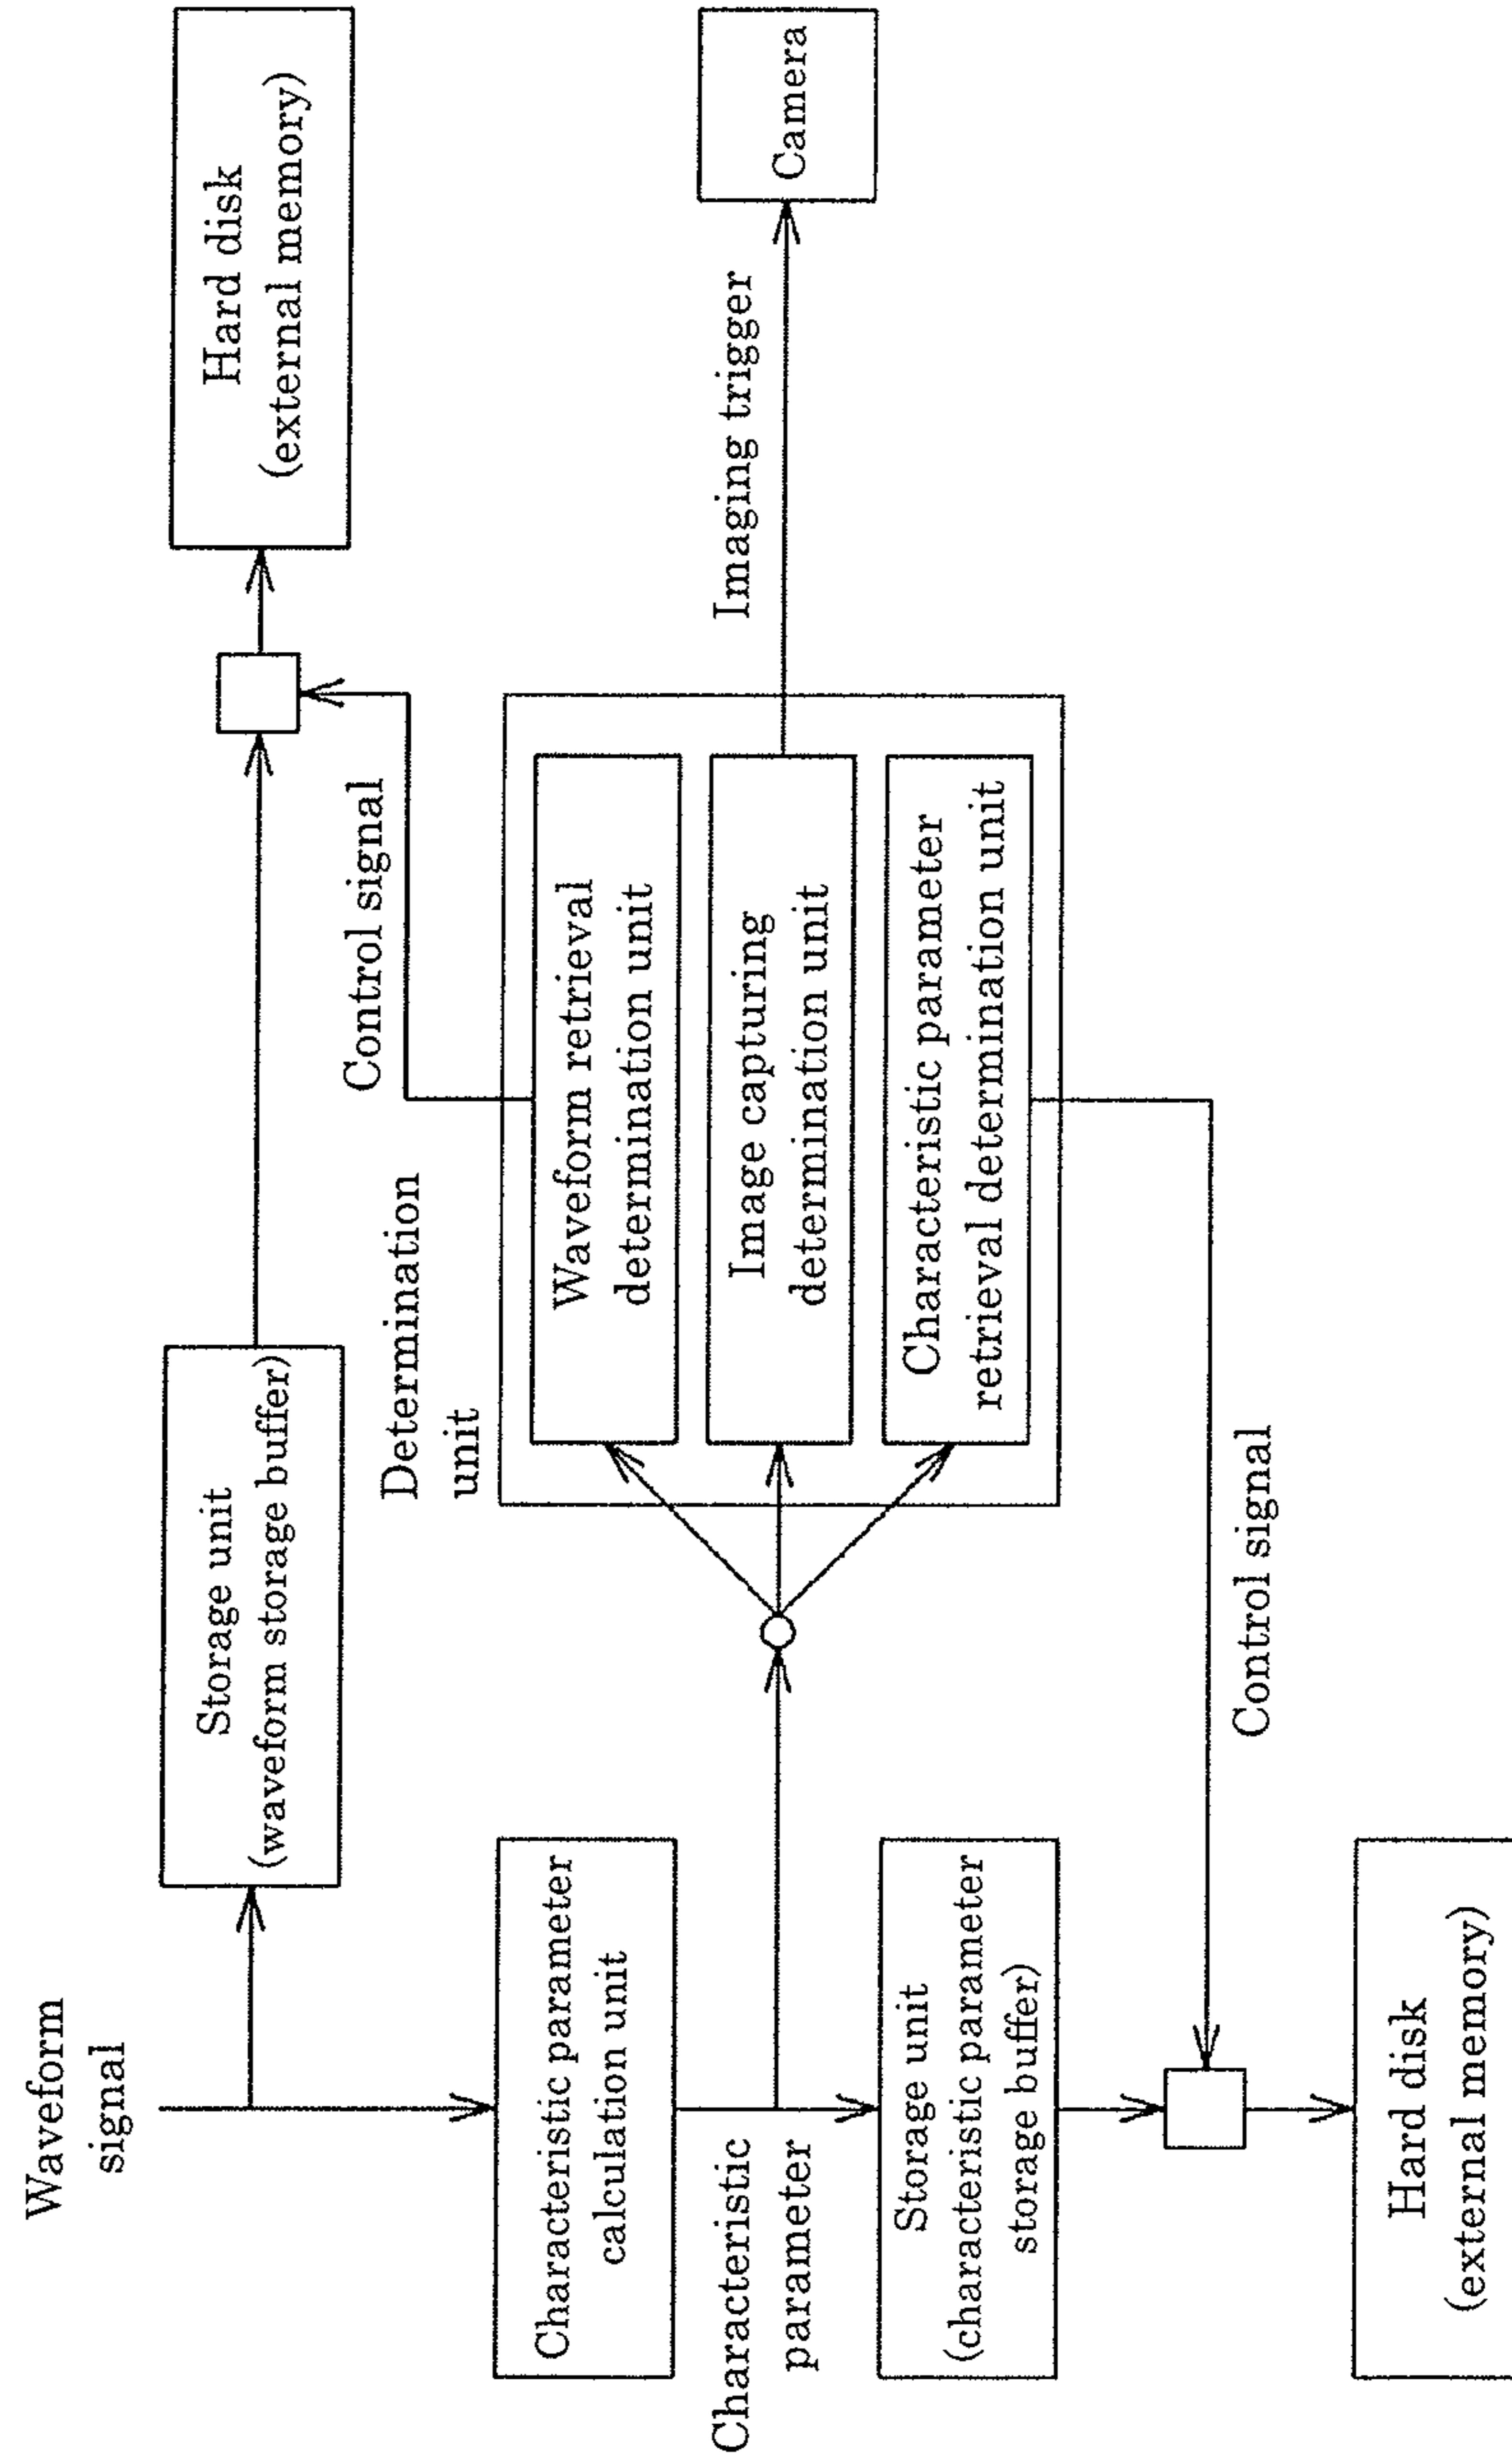 Waveform
signal
Storage unit
(waveform storage buffer)
Hard disk
(external memory)
Control signal
Determination
unit
Characteristic parameter
calculation unit
Waveform retrieval
determination unit
Image capturing
determination unit
Characteristic parameter
retrieval determination unit
Imaging trigger
Camera
Characteristic
parameter
Storage unit
(characteristic parameter
storage buffer)
Control signal
Hard disk
(external memory)